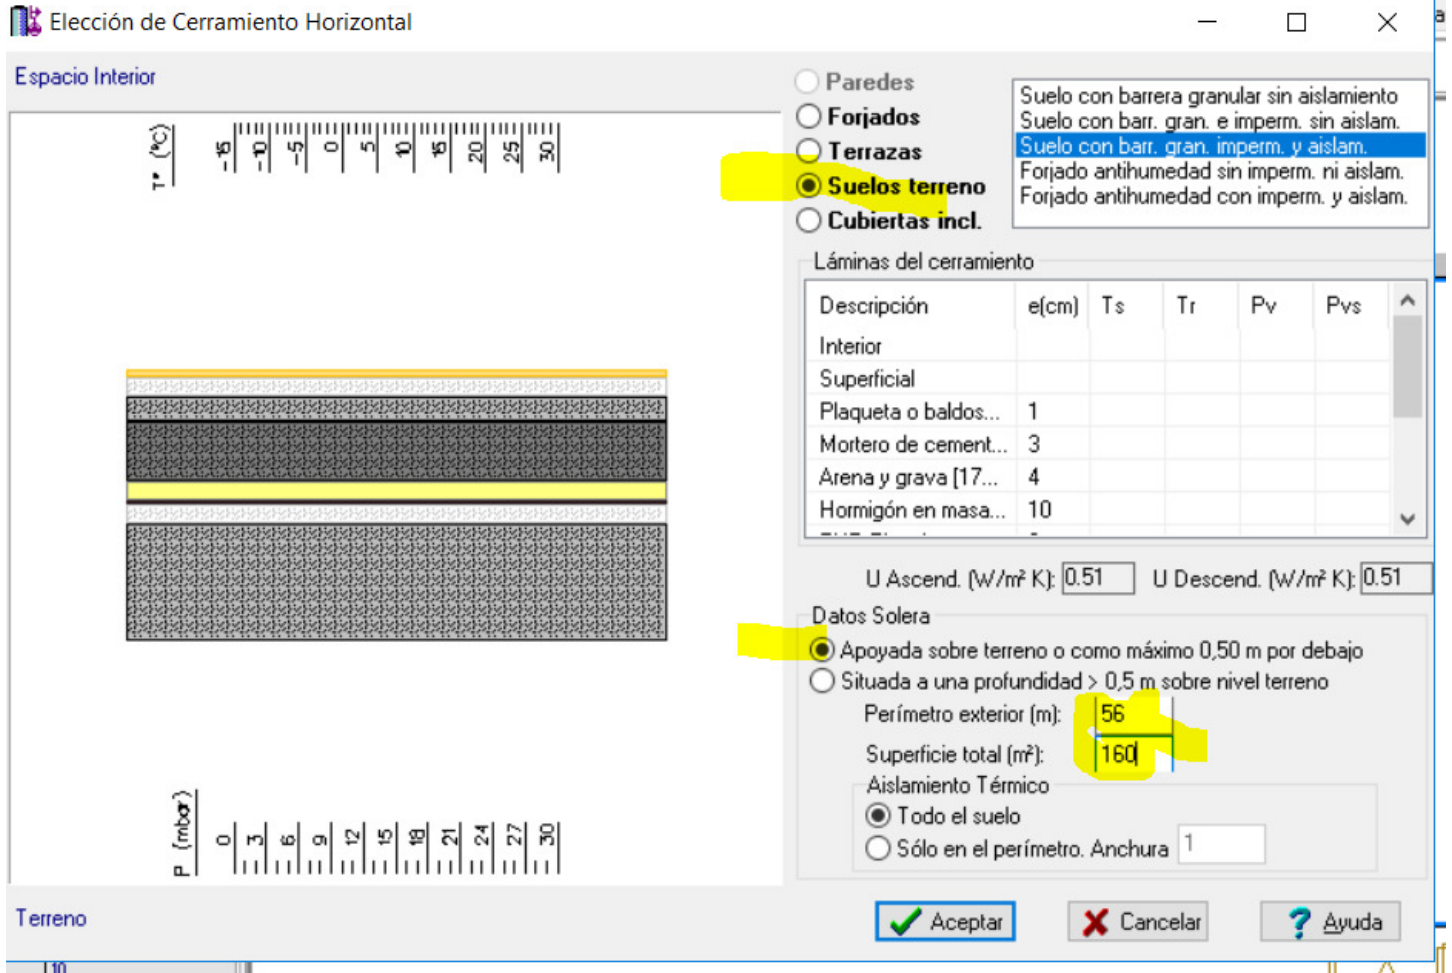 Elección de Cerramiento Horizontal
Espacio Interior
Tª (ºC)
-15 -10 -5 0 5 10 15 20 25 30
Paredes
Forjados
Terrazas
Suelos terreno
Cubiertas incl.
Suelo con barrera granular sin aislamiento
Suelo con barr. gran. e imperm. sin aislam.
Suelo con barr. gran. imperm. y aislam.
Forjado antihumedad sin imperm. ni aislam.
Forjado antihumedad con imperm. y aislam.
Láminas del cerramiento
Descripción e(cm) Ts Tr Pv Pvs
Interior
Superficial
Plaqueta o baldos... 1
Mortero de cement... 3
Arena y grava [17... 4
Hormigón en masa... 10
U Ascend. (W/m² K): 0.51 U Descend. (W/m² K): 0.51
Datos Solera
Apoyada sobre terreno o como máximo 0,50 m por debajo
Situada a una profundidad > 0,5 m sobre nivel terreno
Perímetro exterior (m): 56
Superficie total (m²): 160
Aislamiento Térmico
Todo el suelo
Sólo en el perímetro. Anchura 1
P (mbar)
0 3 6 9 12 15 18 21 24 27 30
Terreno
Aceptar Cancelar Ayuda
10